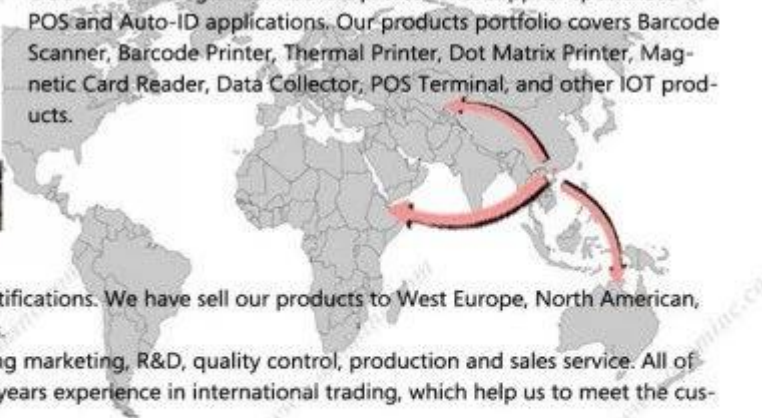 POS and Auto-ID applications. Our products portfolio covers Barcode
Scanner, Barcode Printer, Thermal Printer, Dot Matrix Printer, Mag-
netic Card Reader, Data Collector, POS Terminal, and other IOT prod-
ucts.
tifications. We have sell our products to West Europe, North American,
ng marketing, R&D, quality control, production and sales service. All of
years experience in international trading, which help us to meet the cus-